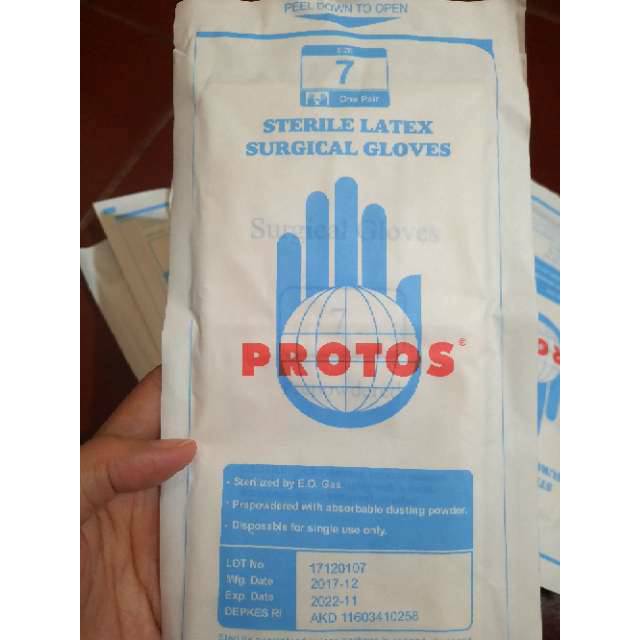 PEEL DOWN TO OPEN
SIZE
7
One Pair
STERILE LATEX
SURGICAL GLOVES
Surgical Gloves
7
PROTOS®
- Sterilized by E.O. Gas
- Prepowdered with absorbable dusting powder.
- Disposable for single use only.
LOT No 17120107
Mfg. Date 2017-12
Exp. Date 2022-11
DEPKES RI AKD 11603410258